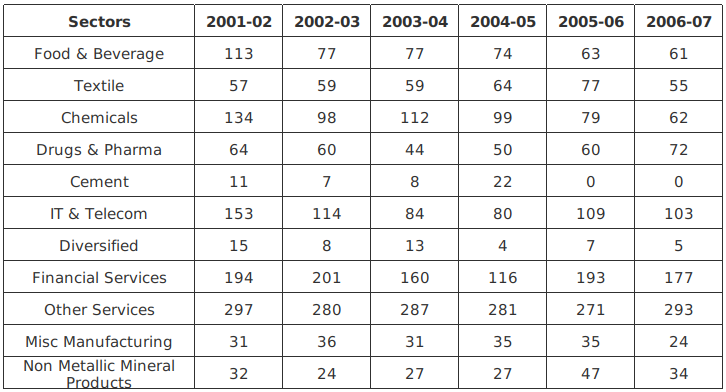 Sectors 2001-02 2002-03 2003-04 2004-05 2005-06 2006-07
Food & Beverage 113 77 77 74 63 61
Textile 57 59 59 64 77 55
Chemicals 134 98 112 99 79 62
Drugs & Pharma 64 60 44 50 60 72
Cement 11 7 8 22 0 0
IT & Telecom 153 114 84 80 109 103
Diversified 15 8 13 4 7 5
Financial Services 194 201 160 116 193 177
Other Services 297 280 287 281 271 293
Misc Manufacturing 31 36 31 35 35 24
Non Metallic Mineral
Products 32 24 27 27 47 34